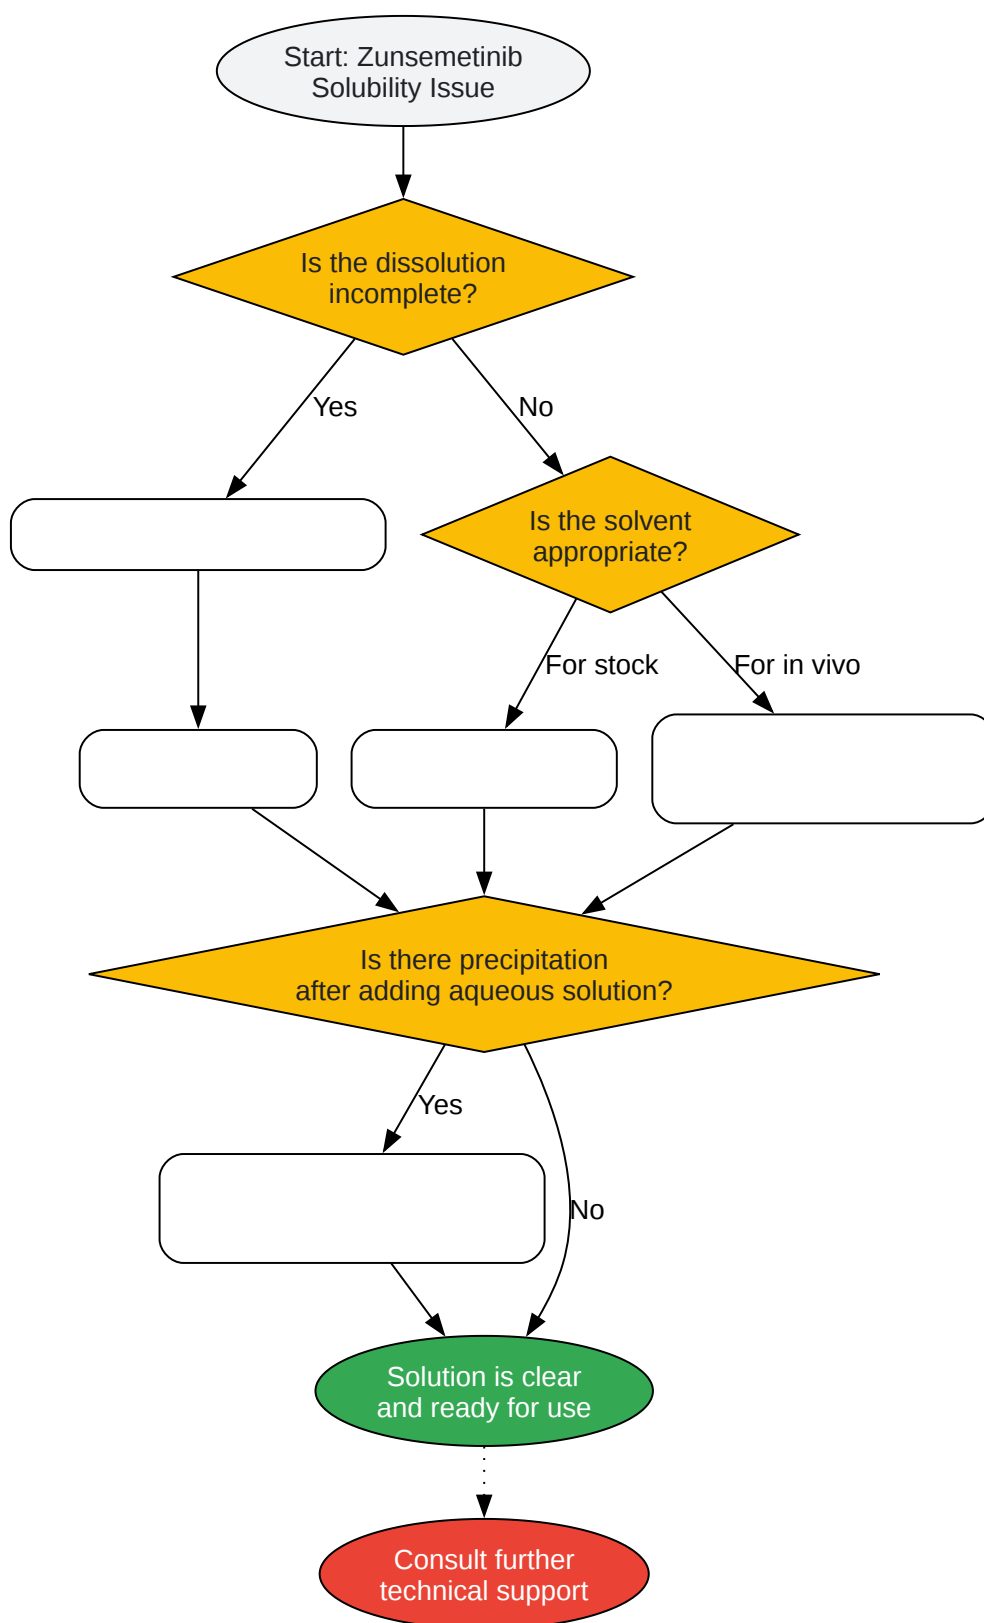 Start: Zunsemetinib
Solubility Issue
Is the dissolution
incomplete?
Yes
No
Is the solvent
appropriate?
For stock
For in vivo
Is there precipitation
after adding aqueous solution?
Yes
No
Solution is clear
and ready for use
Consult further
technical support